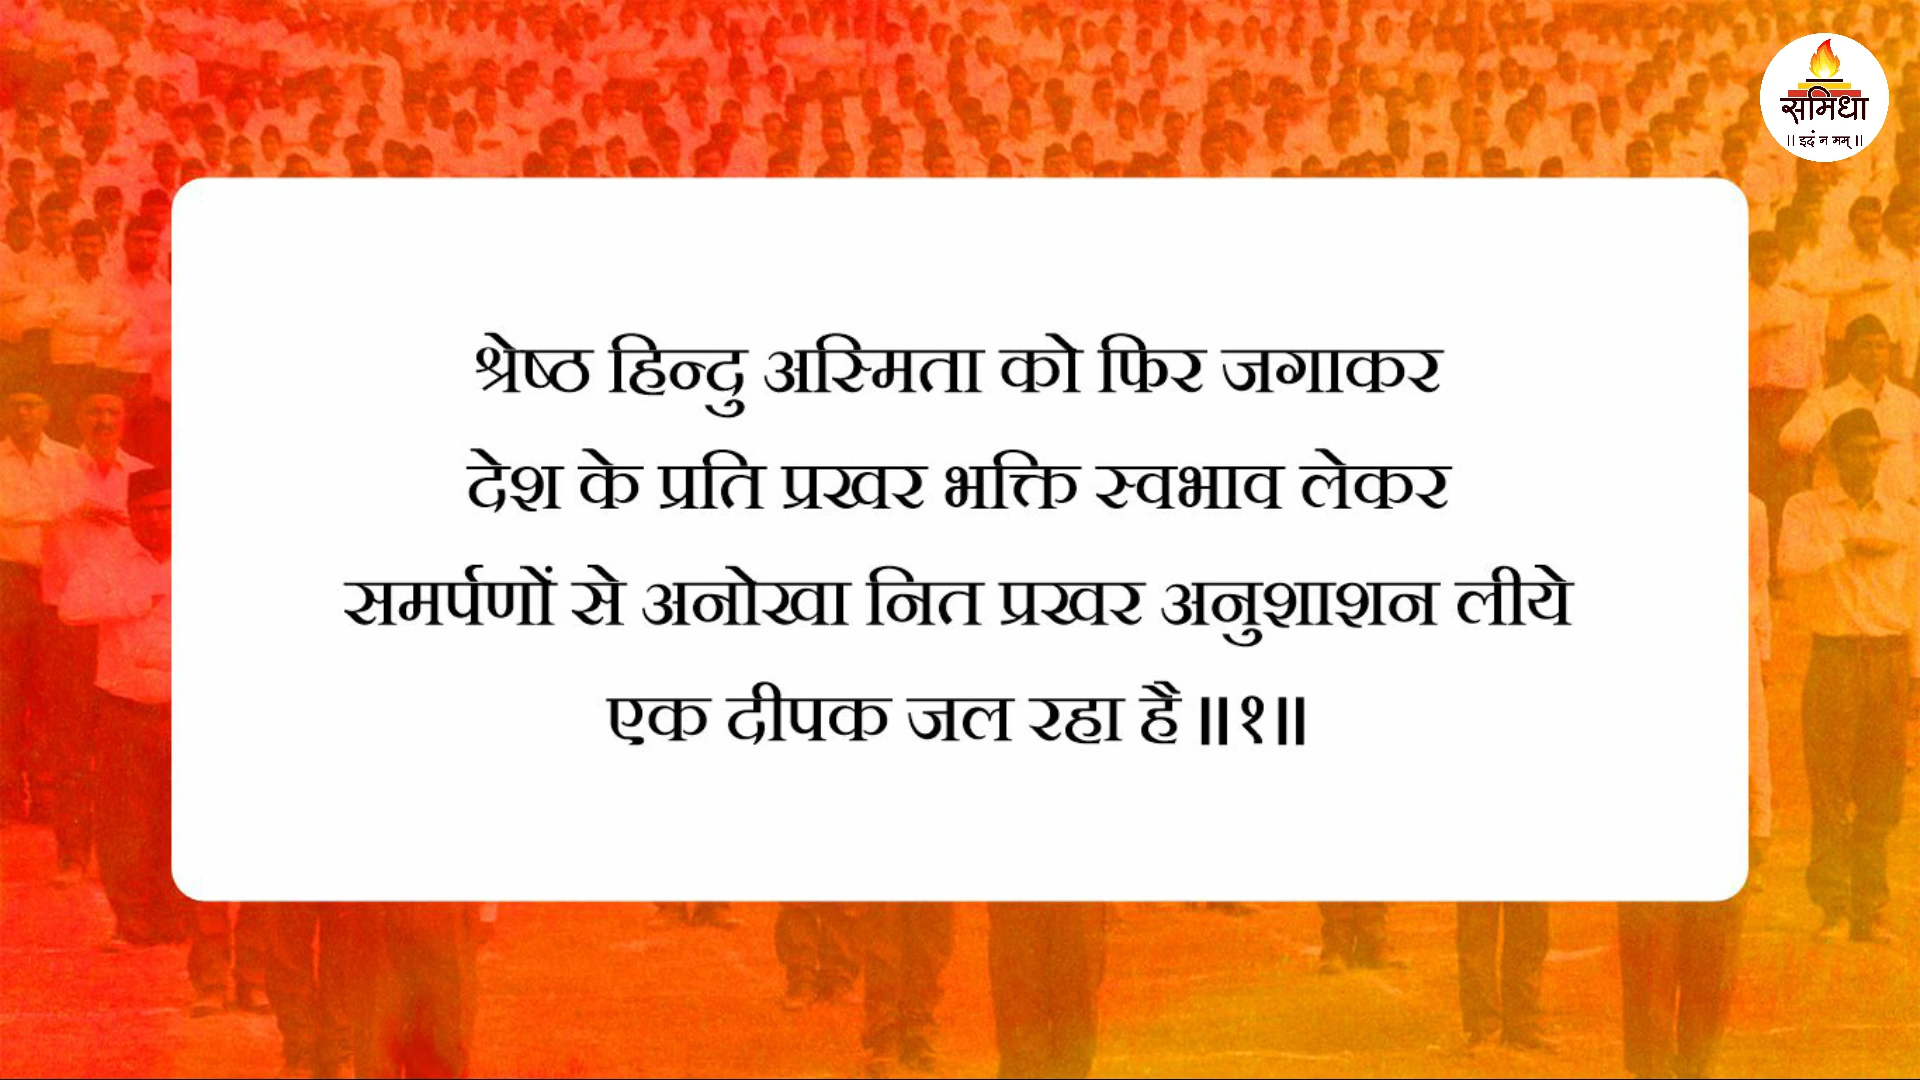 समिधा
॥ इदं न मम् ॥
श्रेष्ठ हिन्दु अस्मिता को फिर जगाकर
देश के प्रति प्रखर भक्ति स्वभाव लेकर
समर्पणों से अनोखा नित प्रखर अनुशाशन लीये
एक दीपक जल रहा है ॥१॥